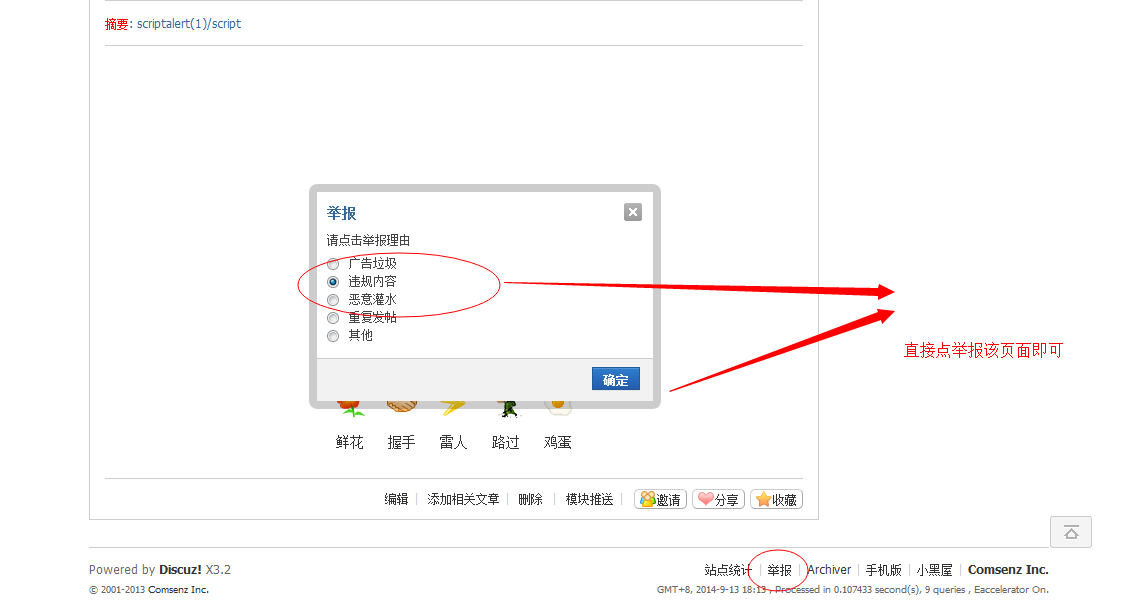 摘要: scriptalert(1)/script
举报
请点击举报理由
广告垃圾
违规内容
恶意灌水
重复发帖
其他
确定
直接点举报该页面即可
鲜花 握手 雷人 路过 鸡蛋
编辑 添加相关文章 删除 模块推送 邀请 分享 收藏
Powered by Discuz! X3.2
© 2001-2013 Comsenz Inc.
站点统计 举报 Archiver 手机版 小黑屋 Comsenz Inc.
GMT+8, 2014-9-13 18:13 , Processed in 0.107433 second(s), 9 queries , Eaccelerator On.